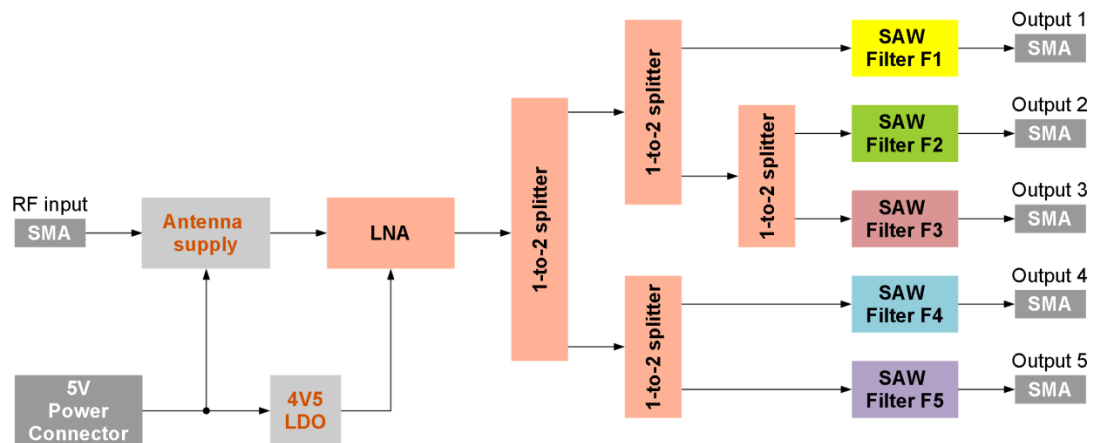 Output 1
SAW
Filter F1
SMA
1-to-2 splitter
Output 2
SAW
Filter F2
SMA
1-to-2 splitter
1-to-2 splitter
Output 3
SAW
Filter F3
SMA
RF input
SMA
Antenna
supply
LNA
Output 4
SAW
Filter F4
SMA
1-to-2 splitter
Output 5
SAW
Filter F5
SMA
5V
Power
Connector
4V5
LDO